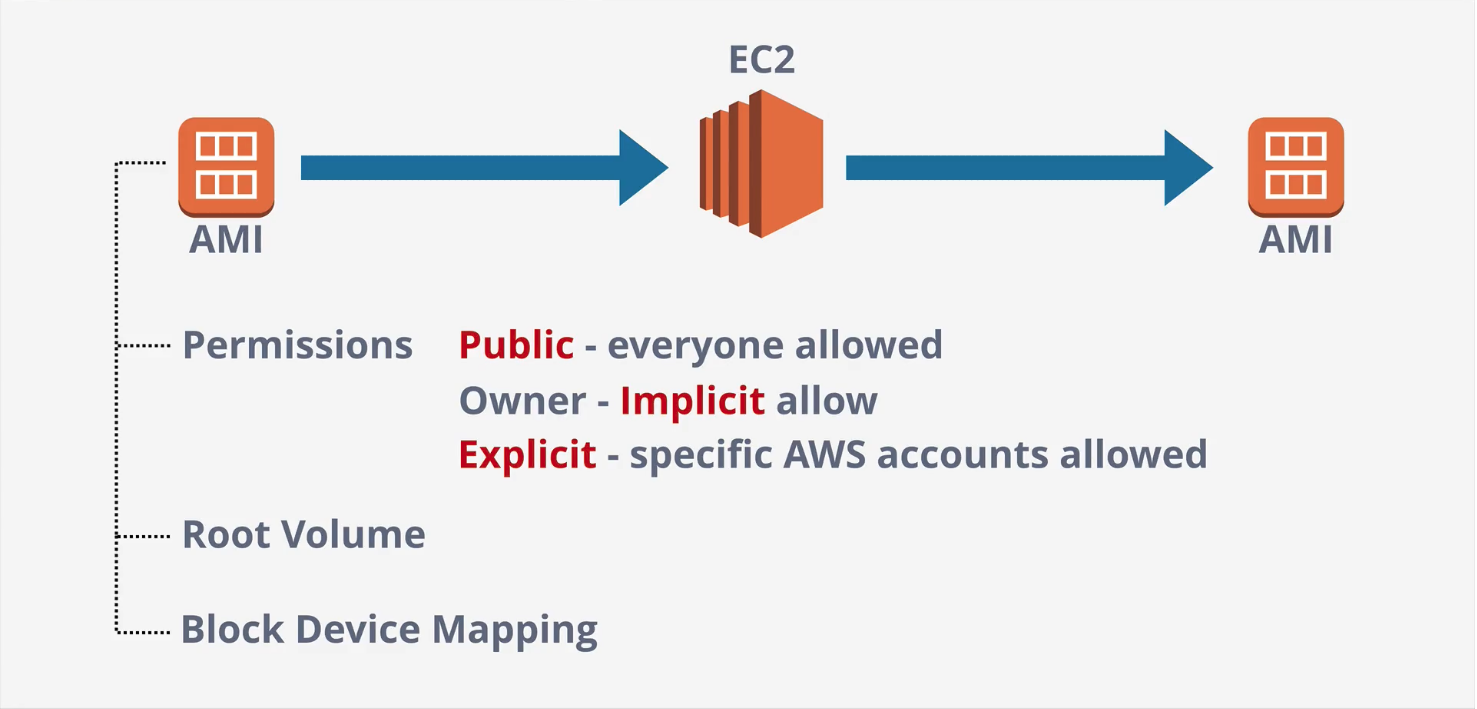 EC2
AMI
AMI
Permissions
Public - everyone allowed
Owner - Implicit allow
Explicit - specific AWS accounts allowed
Root Volume
Block Device Mapping